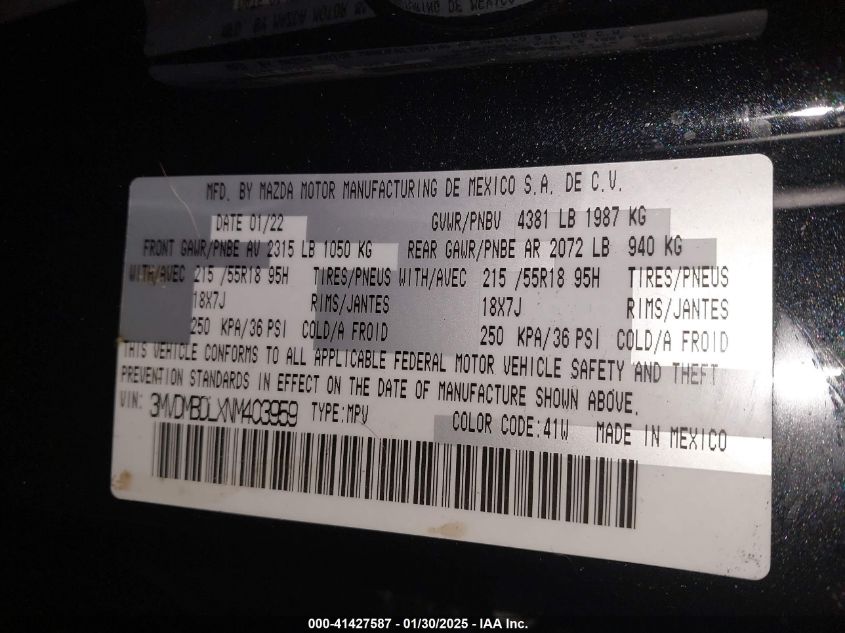 MFD. BY MAZDA MOTOR MANUFACTURING DE MEXICO S.A. DE C.V.
DATE 01/22 GVWR/PNBV 4381 LB 1987 KG
FRONT GAWR/PNBE AV 2315 LB 1050 KG REAR GAWR/PNBE AR 2072 LB 940 KG
WITH/AVEC 215 /55R18 95H TIRES/PNEUS WITH/AVEC 215 /55R18 95H TIRES/PNEUS
18X7J RIMS/JANTES 18X7J RIMS/JANTES
250 KPA/36 PSI COLD/A FROID 250 KPA/36 PSI COLD/A FROID
THIS VEHICLE CONFORMS TO ALL APPLICABLE FEDERAL MOTOR VEHICLE SAFETY AND THEFT
PREVENTION STANDARDS IN EFFECT ON THE DATE OF MANUFACTURE SHOWN ABOVE.
VIN: 3MVDMBDLXNM403959 TYPE:MPV COLOR CODE:41W MADE IN MEXICO
000-41427587 - 01/30/2025 - IAA Inc.